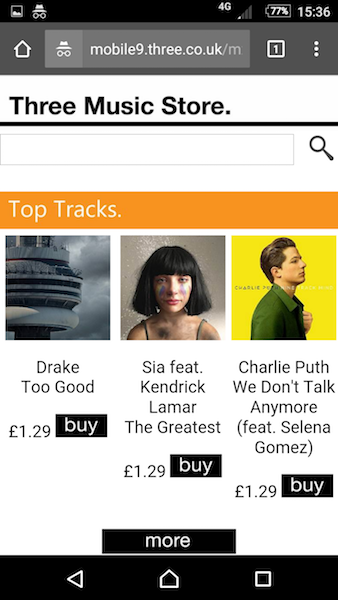 4G 77% 15:36
mobile9.three.co.uk/m 1
Three Music Store.
Top Tracks.
CHARLIE PUTH
Drake
Too Good
£1.29 buy
Sia feat.
Kendrick
Lamar
The Greatest
£1.29 buy
Charlie Puth
We Don't Talk
Anymore
(feat. Selena
Gomez)
£1.29 buy
more